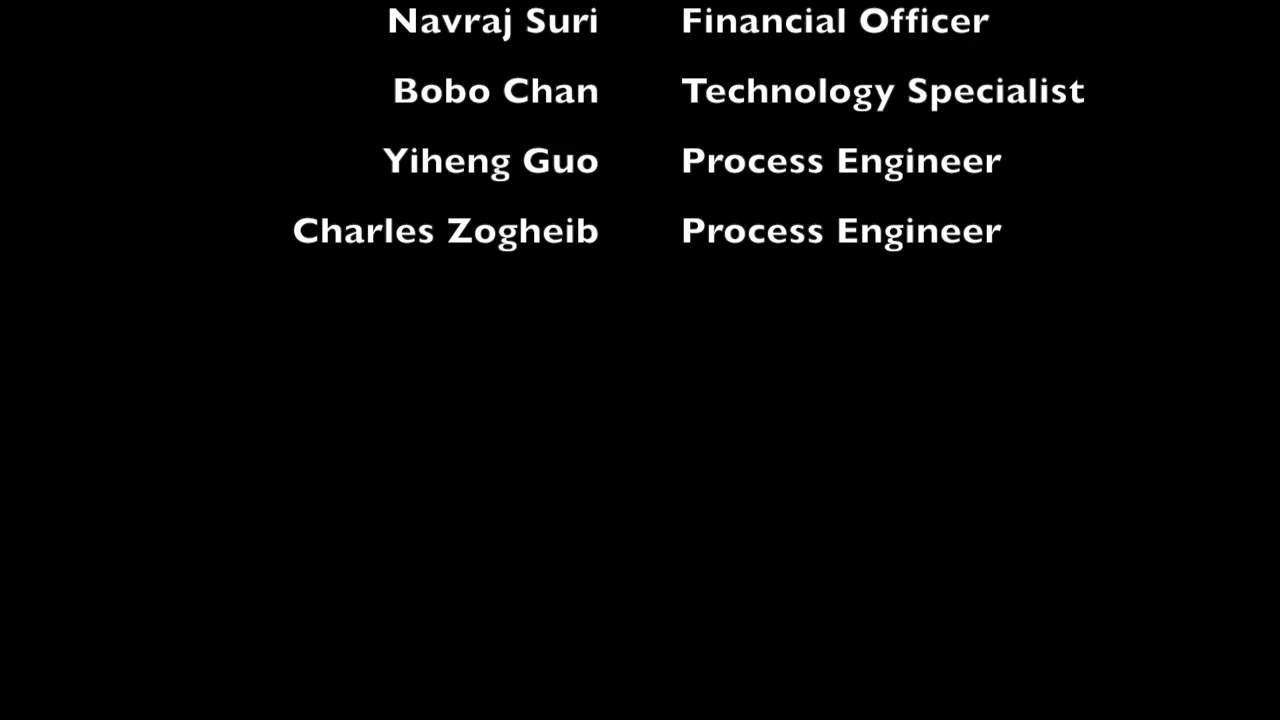 Navraj Suri Financial Officer
Bobo Chan Technology Specialist
Yiheng Guo Process Engineer
Charles Zogheib Process Engineer